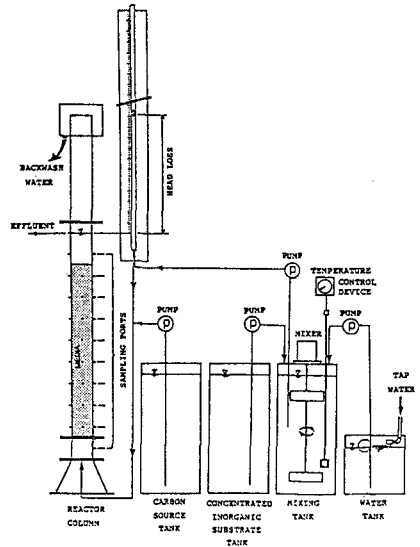 BACKWASH
WATER
HEAD LOSS
EFFLUENT
MEDIA
SAMPLING PORTS
PUMP
P
TEMPERATURE
CONTROL
DEVICE
PUMP
P
PUMP
P
MIXER
PUMP
P
TAP
WATER
REACTOR
COLUMN
CARBON
SOURCE
TANK
CONCENTRATED
INORGANIC
SUBSTRATE
TANK
MIXING
TANK
WATER
TANK